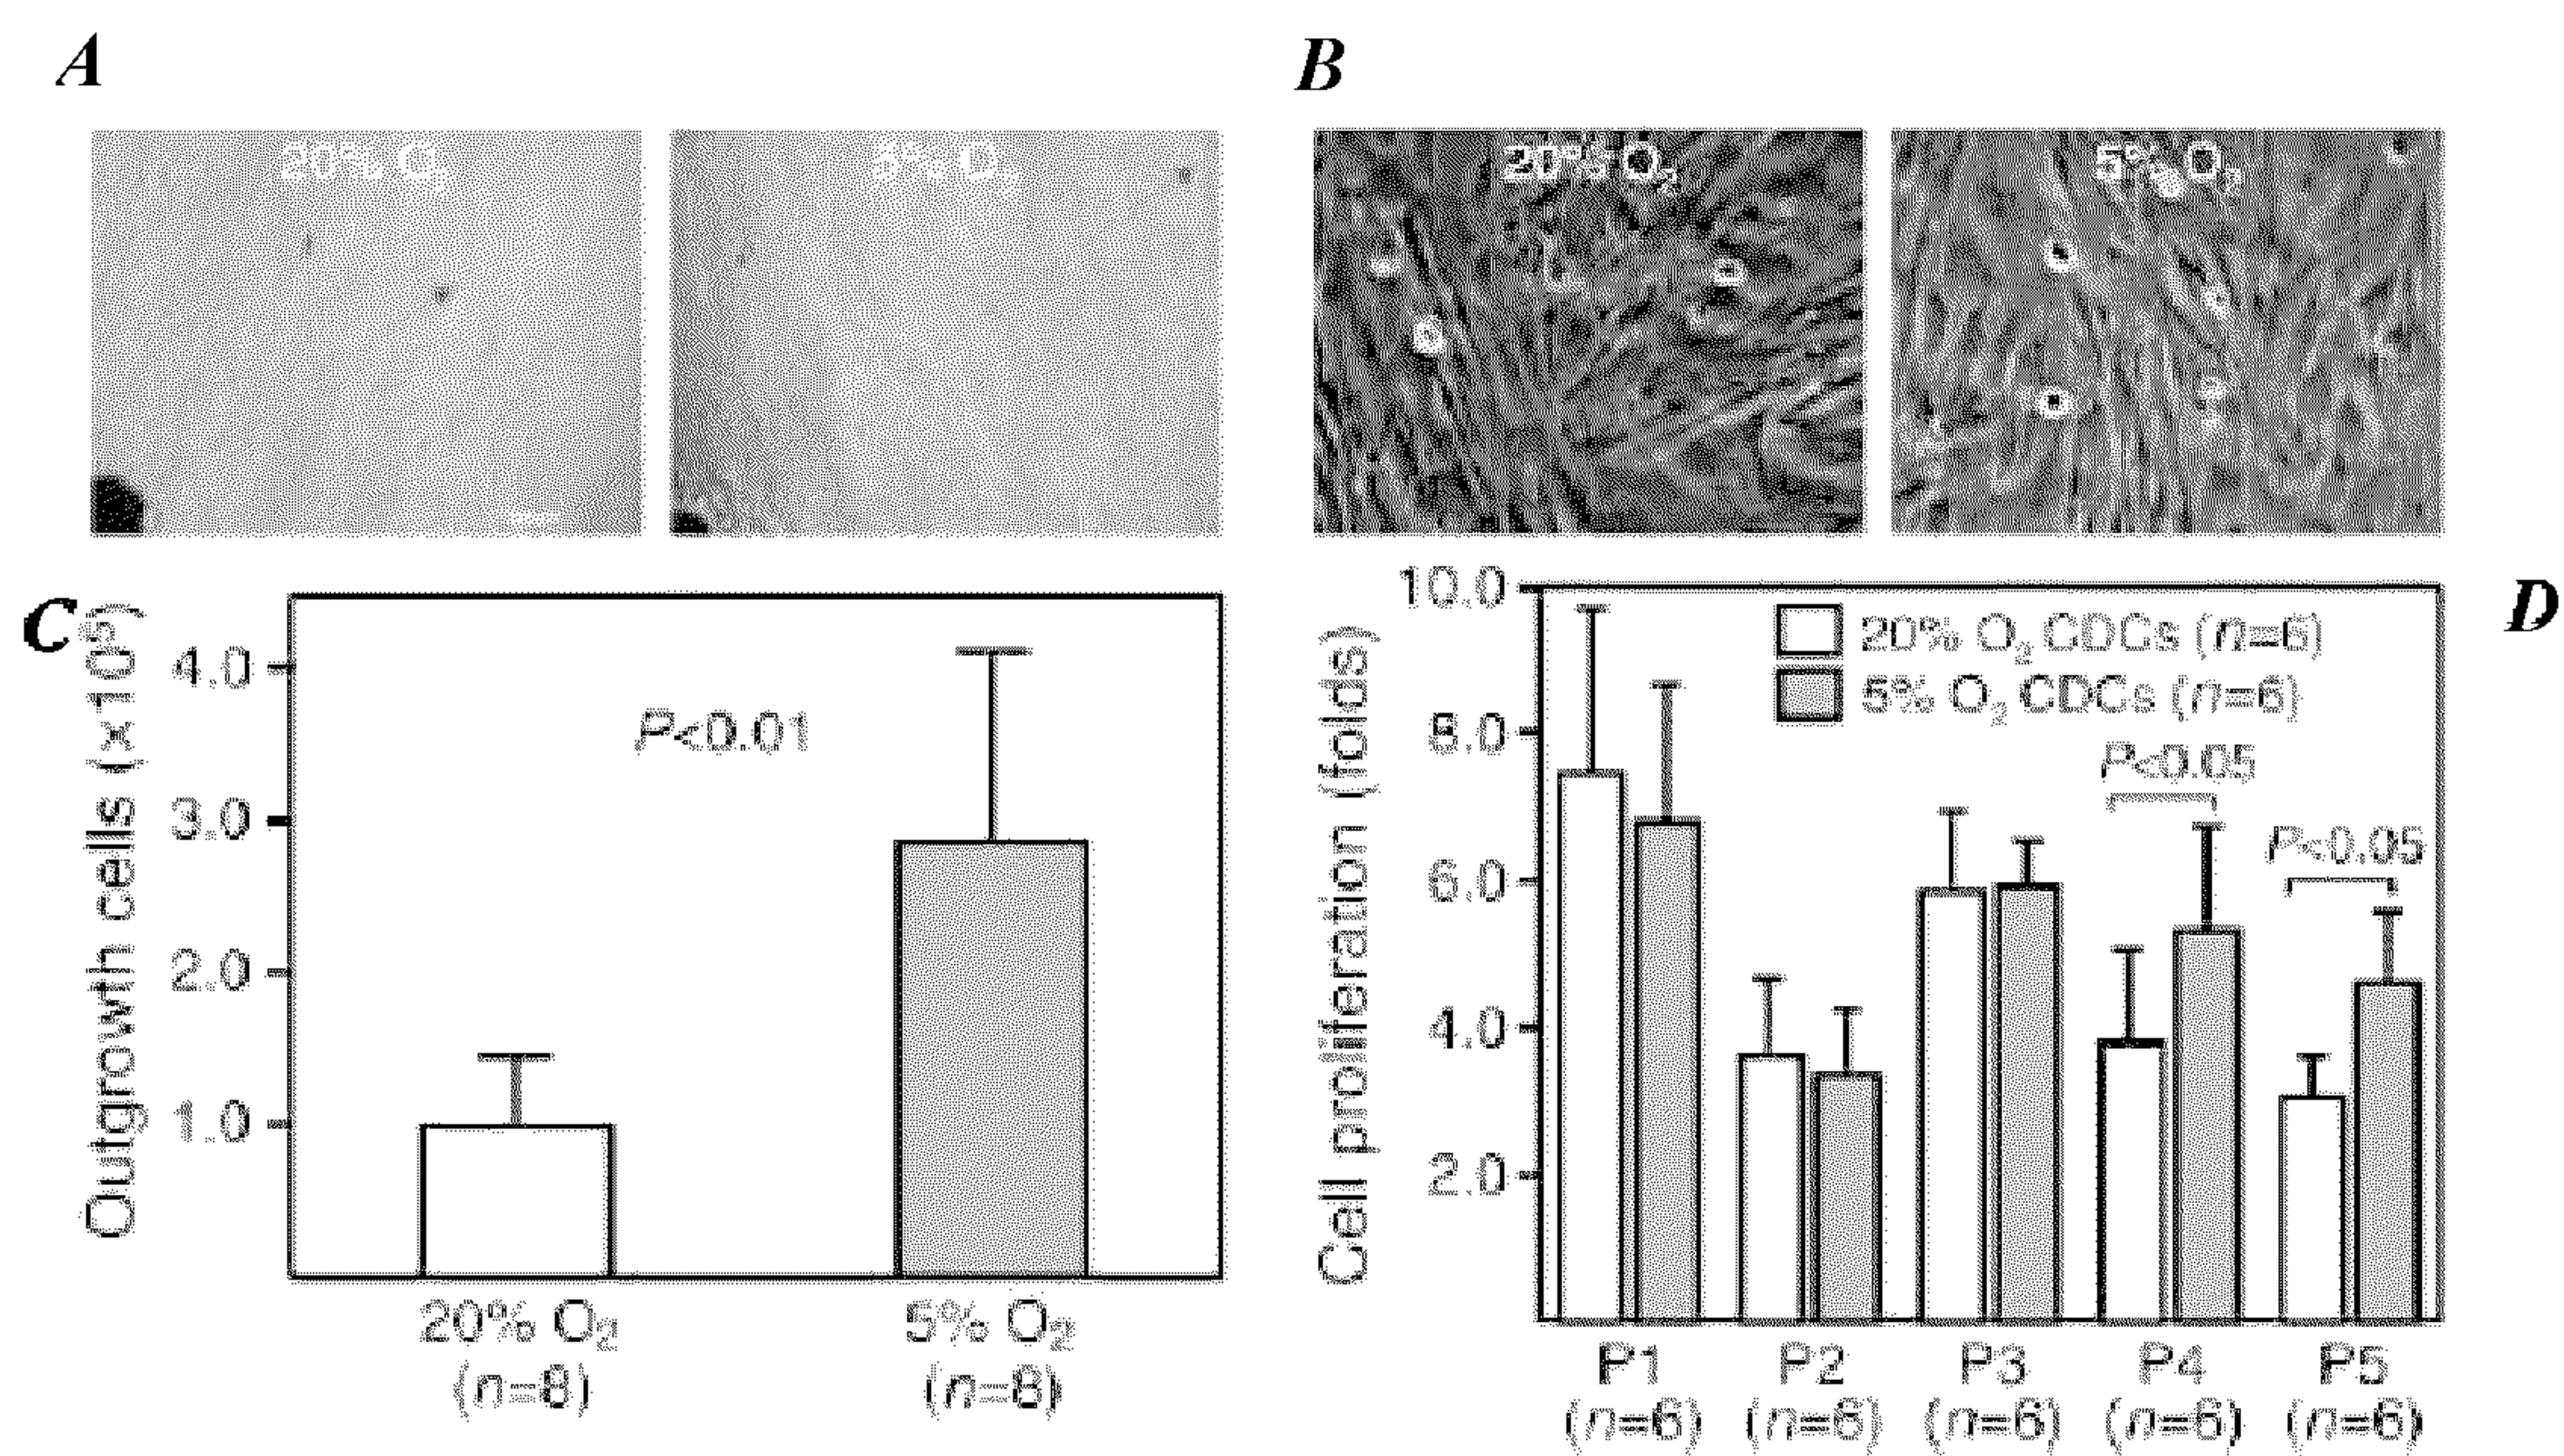 A
B
20% O2
5% O2
20% O2
5% O2
C
Outgrowth cells (x10⁵)
4.0
3.0
2.0
1.0
P<0.01
20% O2
(n=8)
5% O2
(n=8)
D
Cell proliferation (folds)
10.0
8.0
6.0
4.0
2.0
20% O2 CDCs (n=6)
5% O2 CDCs (n=6)
P<0.05
P<0.05
P1
P2
P3
P4
P5
(n=6)
(n=6)
(n=6)
(n=6)
(n=6)